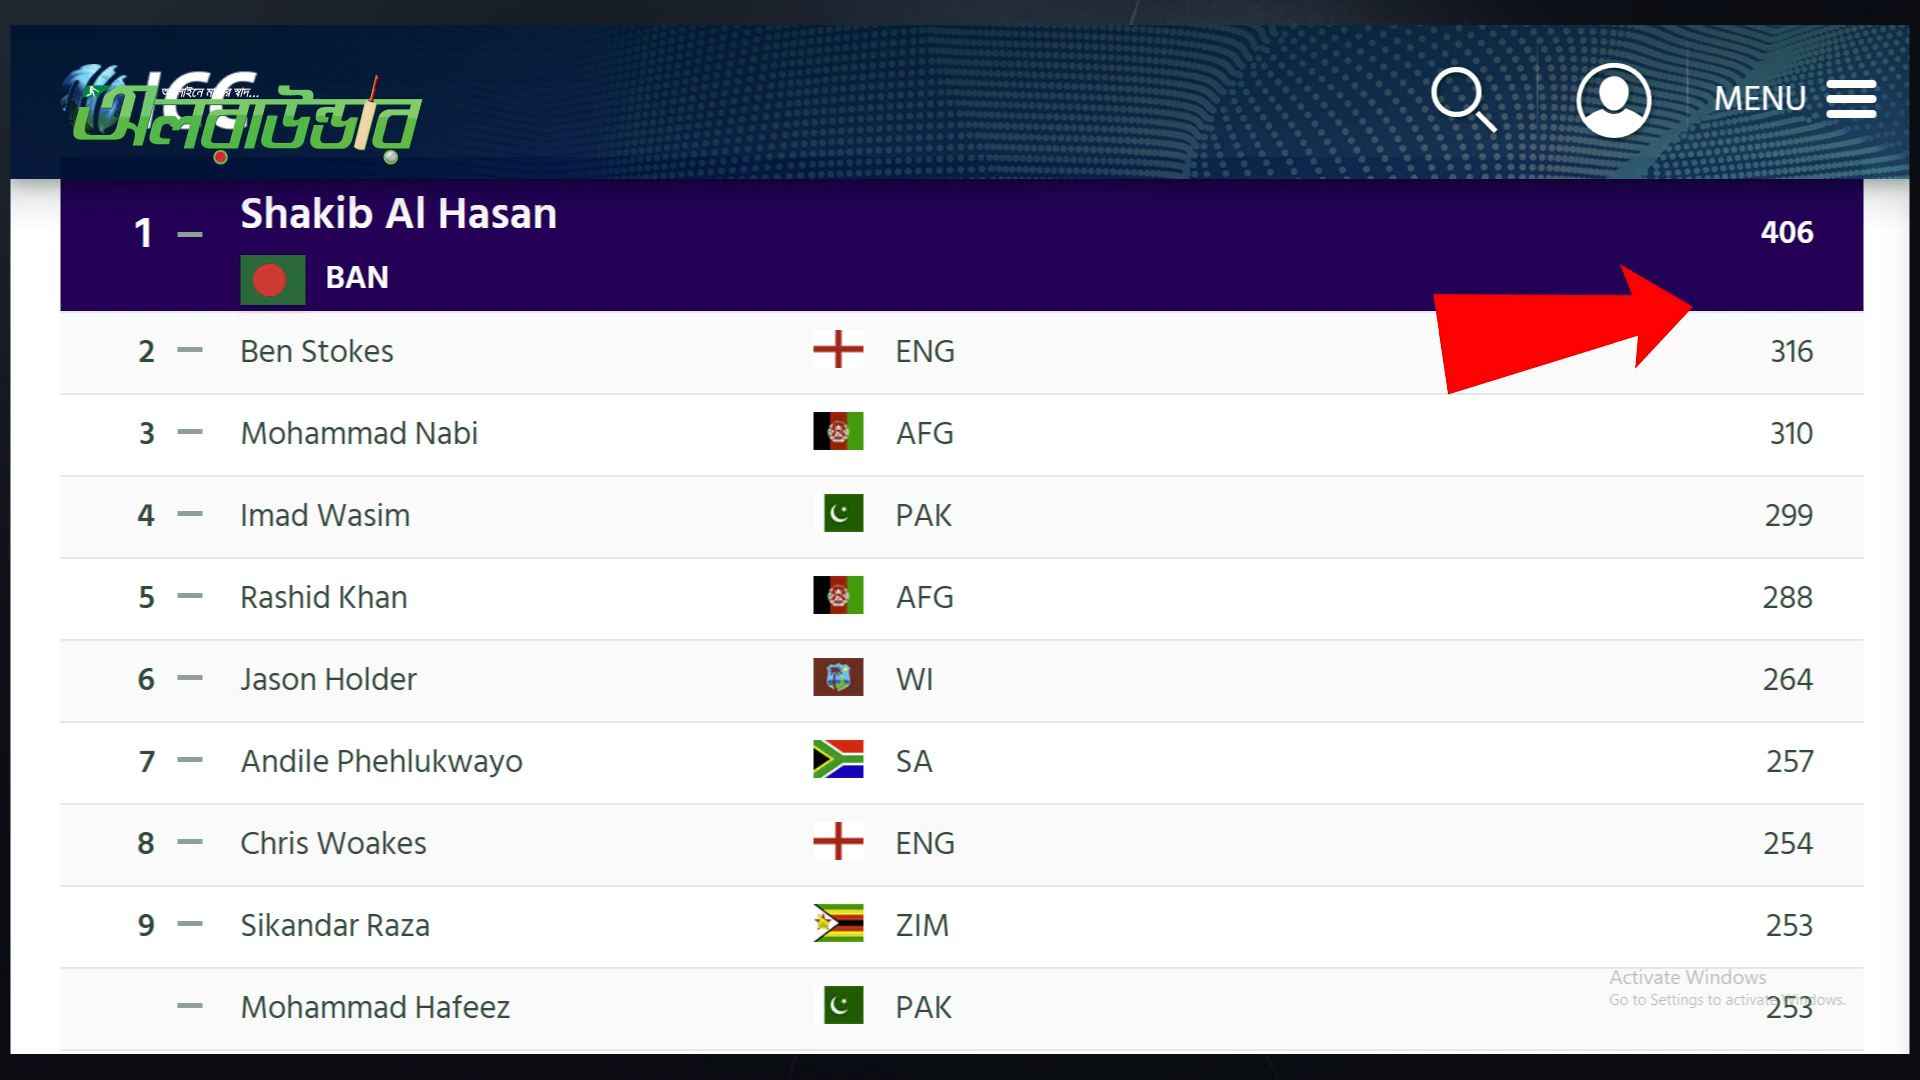 অনলাইনে মাঠের স্বাদ...
অলরাউন্ডার
MENU
1 – Shakib Al Hasan 406
BAN
2 – Ben Stokes ENG 316
3 – Mohammad Nabi AFG 310
4 – Imad Wasim PAK 299
5 – Rashid Khan AFG 288
6 – Jason Holder WI 264
7 – Andile Phehlukwayo SA 257
8 – Chris Woakes ENG 254
9 – Sikandar Raza ZIM 253
Activate Windows
Go to Settings to activate Windows.
– Mohammad Hafeez PAK 253